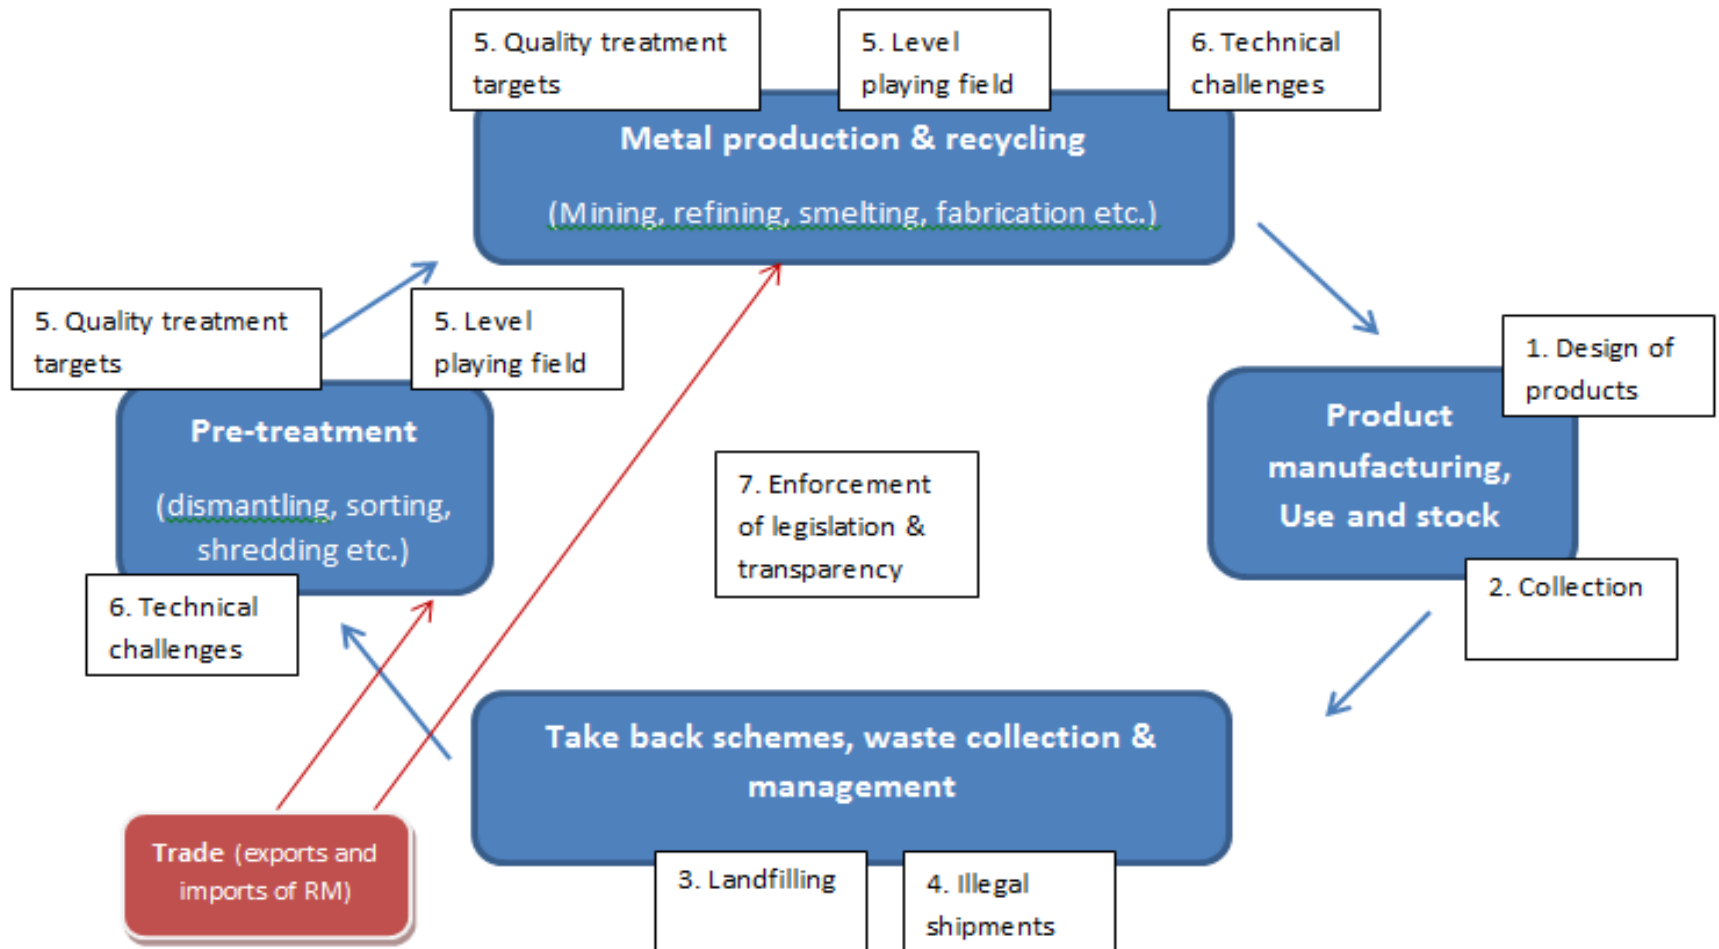 5. Quality treatment
targets
5. Level
playing field
6. Technical
challenges
Metal production & recycling
(Mining, refining, smelting, fabrication etc.)
5. Quality treatment
targets
5. Level
playing field
1. Design of
products
Pre-treatment
(dismantling, sorting,
shredding etc.)
Product
manufacturing,
Use and stock
7. Enforcement
of legislation &
transparency
6. Technical
challenges
2. Collection
Take back schemes, waste collection &
management
Trade (exports and
imports of RM)
3. Landfilling
4. Illegal
shipments